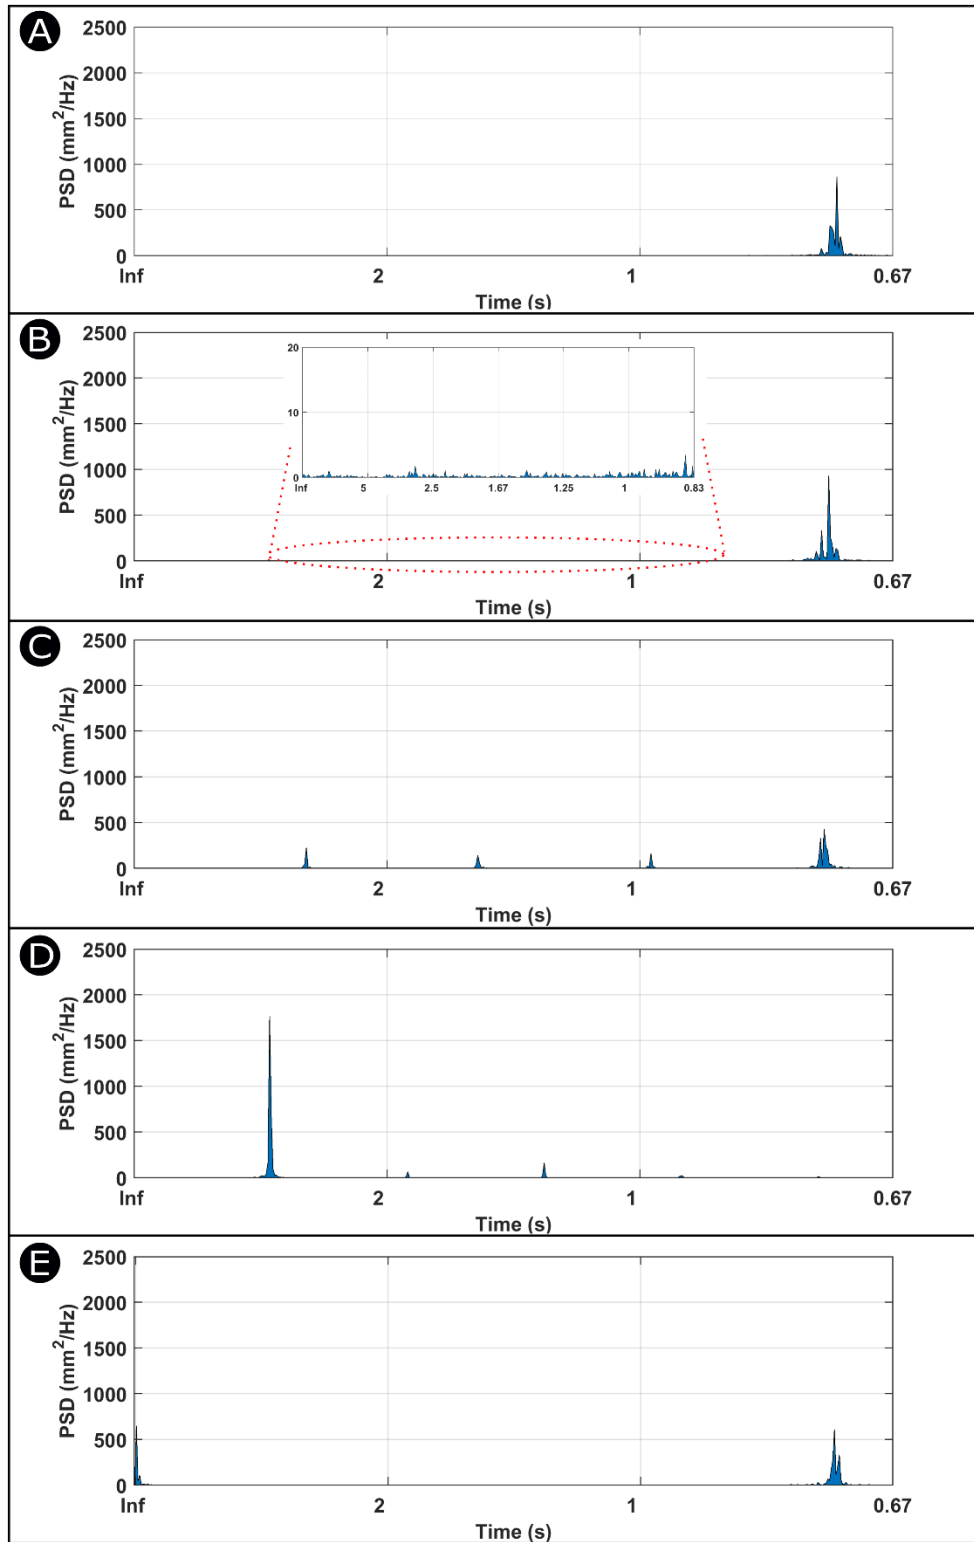 A
2500
2000
1500
1000
500
0
PSD (mm²/Hz)
Inf 2 1 0.67
Time (s)
B
2500
2000
1500
1000
500
0
PSD (mm²/Hz)
20
10
0
Inf 5 2.5 1.67 1.25 1 0.83
Inf 2 1 0.67
Time (s)
C
2500
2000
1500
1000
500
0
PSD (mm²/Hz)
Inf 2 1 0.67
Time (s)
D
2500
2000
1500
1000
500
0
PSD (mm²/Hz)
Inf 2 1 0.67
Time (s)
E
2500
2000
1500
1000
500
0
PSD (mm²/Hz)
Inf 2 1 0.67
Time (s)